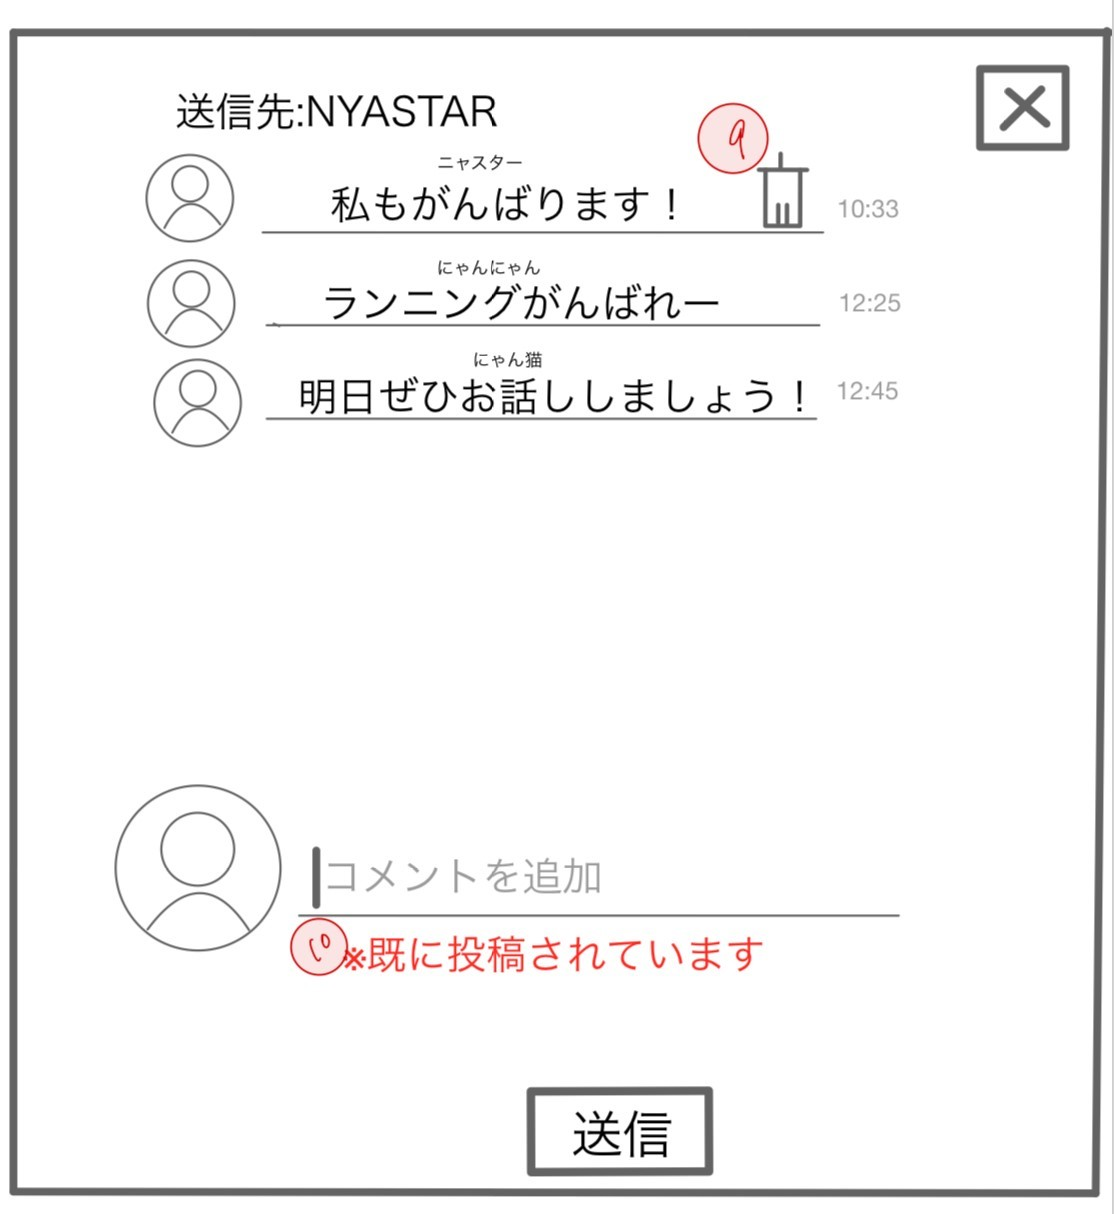 送信先:NYASTAR
9
ニャスター
私もがんばります！
10:33
にゃんにゃん
ランニングがんばれー
12:25
にゃん猫
明日ぜひお話ししましょう！
12:45
コメントを追加
10
※既に投稿されています
送信